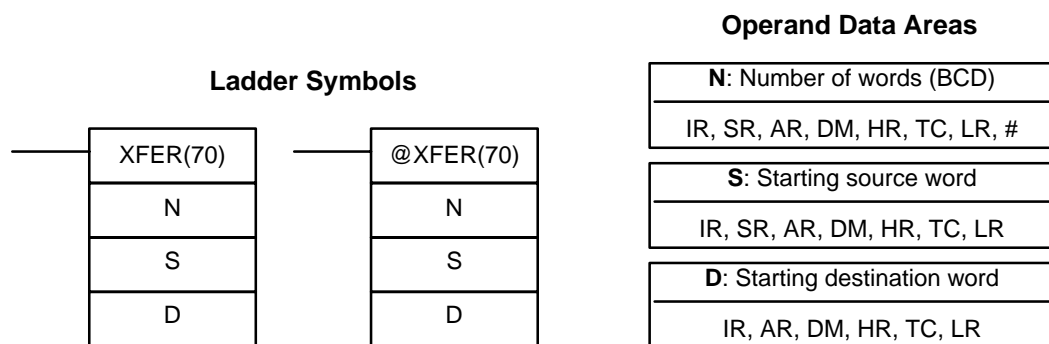 Ladder Symbols
XFER(70)
N
S
D
@XFER(70)
N
S
D
Operand Data Areas
N: Number of words (BCD)
IR, SR, AR, DM, HR, TC, LR, #
S: Starting source word
IR, SR, AR, DM, HR, TC, LR
D: Starting destination word
IR, AR, DM, HR, TC, LR